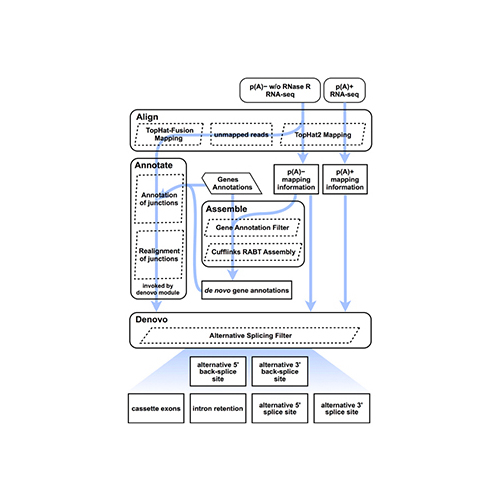 p(A)− w/o RNase R
RNA-seq
p(A)+
RNA-seq
Align
TopHat-Fusion
Mapping
unmapped reads
TopHat2 Mapping
Annotate
Genes
Annotations
p(A)−
mapping
information
p(A)+
mapping
information
Annotation
of junctions
Assemble
Gene Annotation Filter
Realignment
of junctions
Cufflinks RABT Assembly
invoked by
denovo module
de novo gene annotations
Denovo
Alternative Splicing Filter
alternative 5'
back-splice
site
alternative 3'
back-splice
site
cassette exons
intron retention
alternative 5'
splice site
alternative 3'
splice site